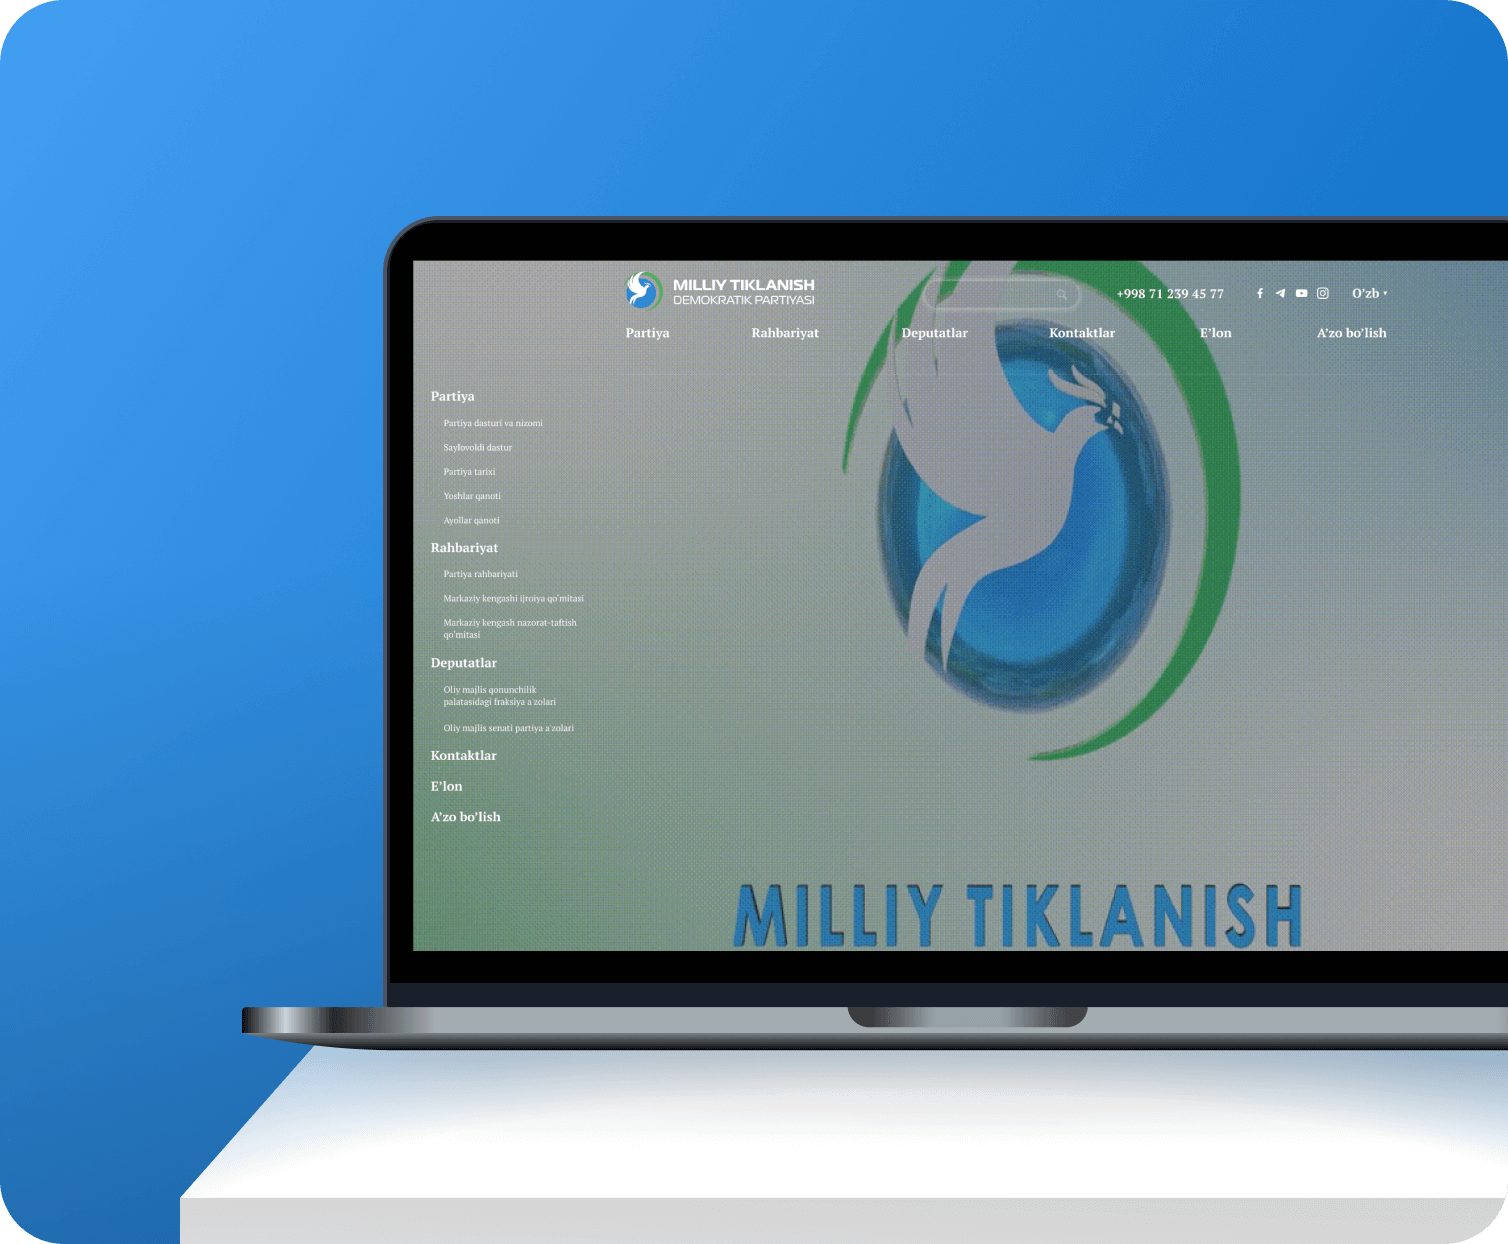 MILLIY TIKLANISH
DEMOKRATIK PARTIYASI
+998 71 239 45 77
O’zb
Partiya
Rahbariyat
Deputatlar
Kontaktlar
E’lon
A’zo bo’lish
Partiya
Partiya dasturi va nizomi
Saylovoldi dastur
Partiya tarixi
Yoshlar qanoti
Ayollar qanoti
Rahbariyat
Partiya rahbariyati
Markaziy kengashi ijroiya qo'mitasi
Markaziy kengash nazorat-taftish
qo'mitasi
Deputatlar
Oliy majlis qonunchilik
palatasidagi fraksiya a'zolari
Oliy majlis senati partiya a'zolari
Kontaktlar
E’lon
A’zo bo’lish
MILLIY TIKLANISH